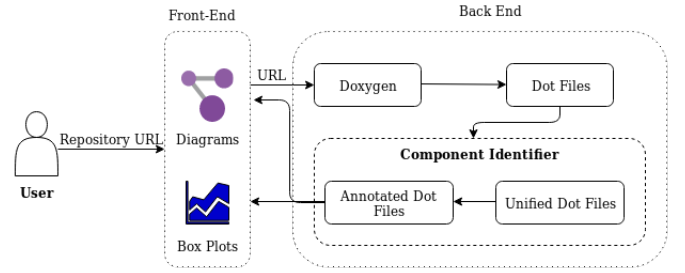 Front-End
Back End
URL
Doxygen
Dot Files
Diagrams
Repository URL
User
Component Identifier
Annotated Dot
Files
Unified Dot Files
Box Plots